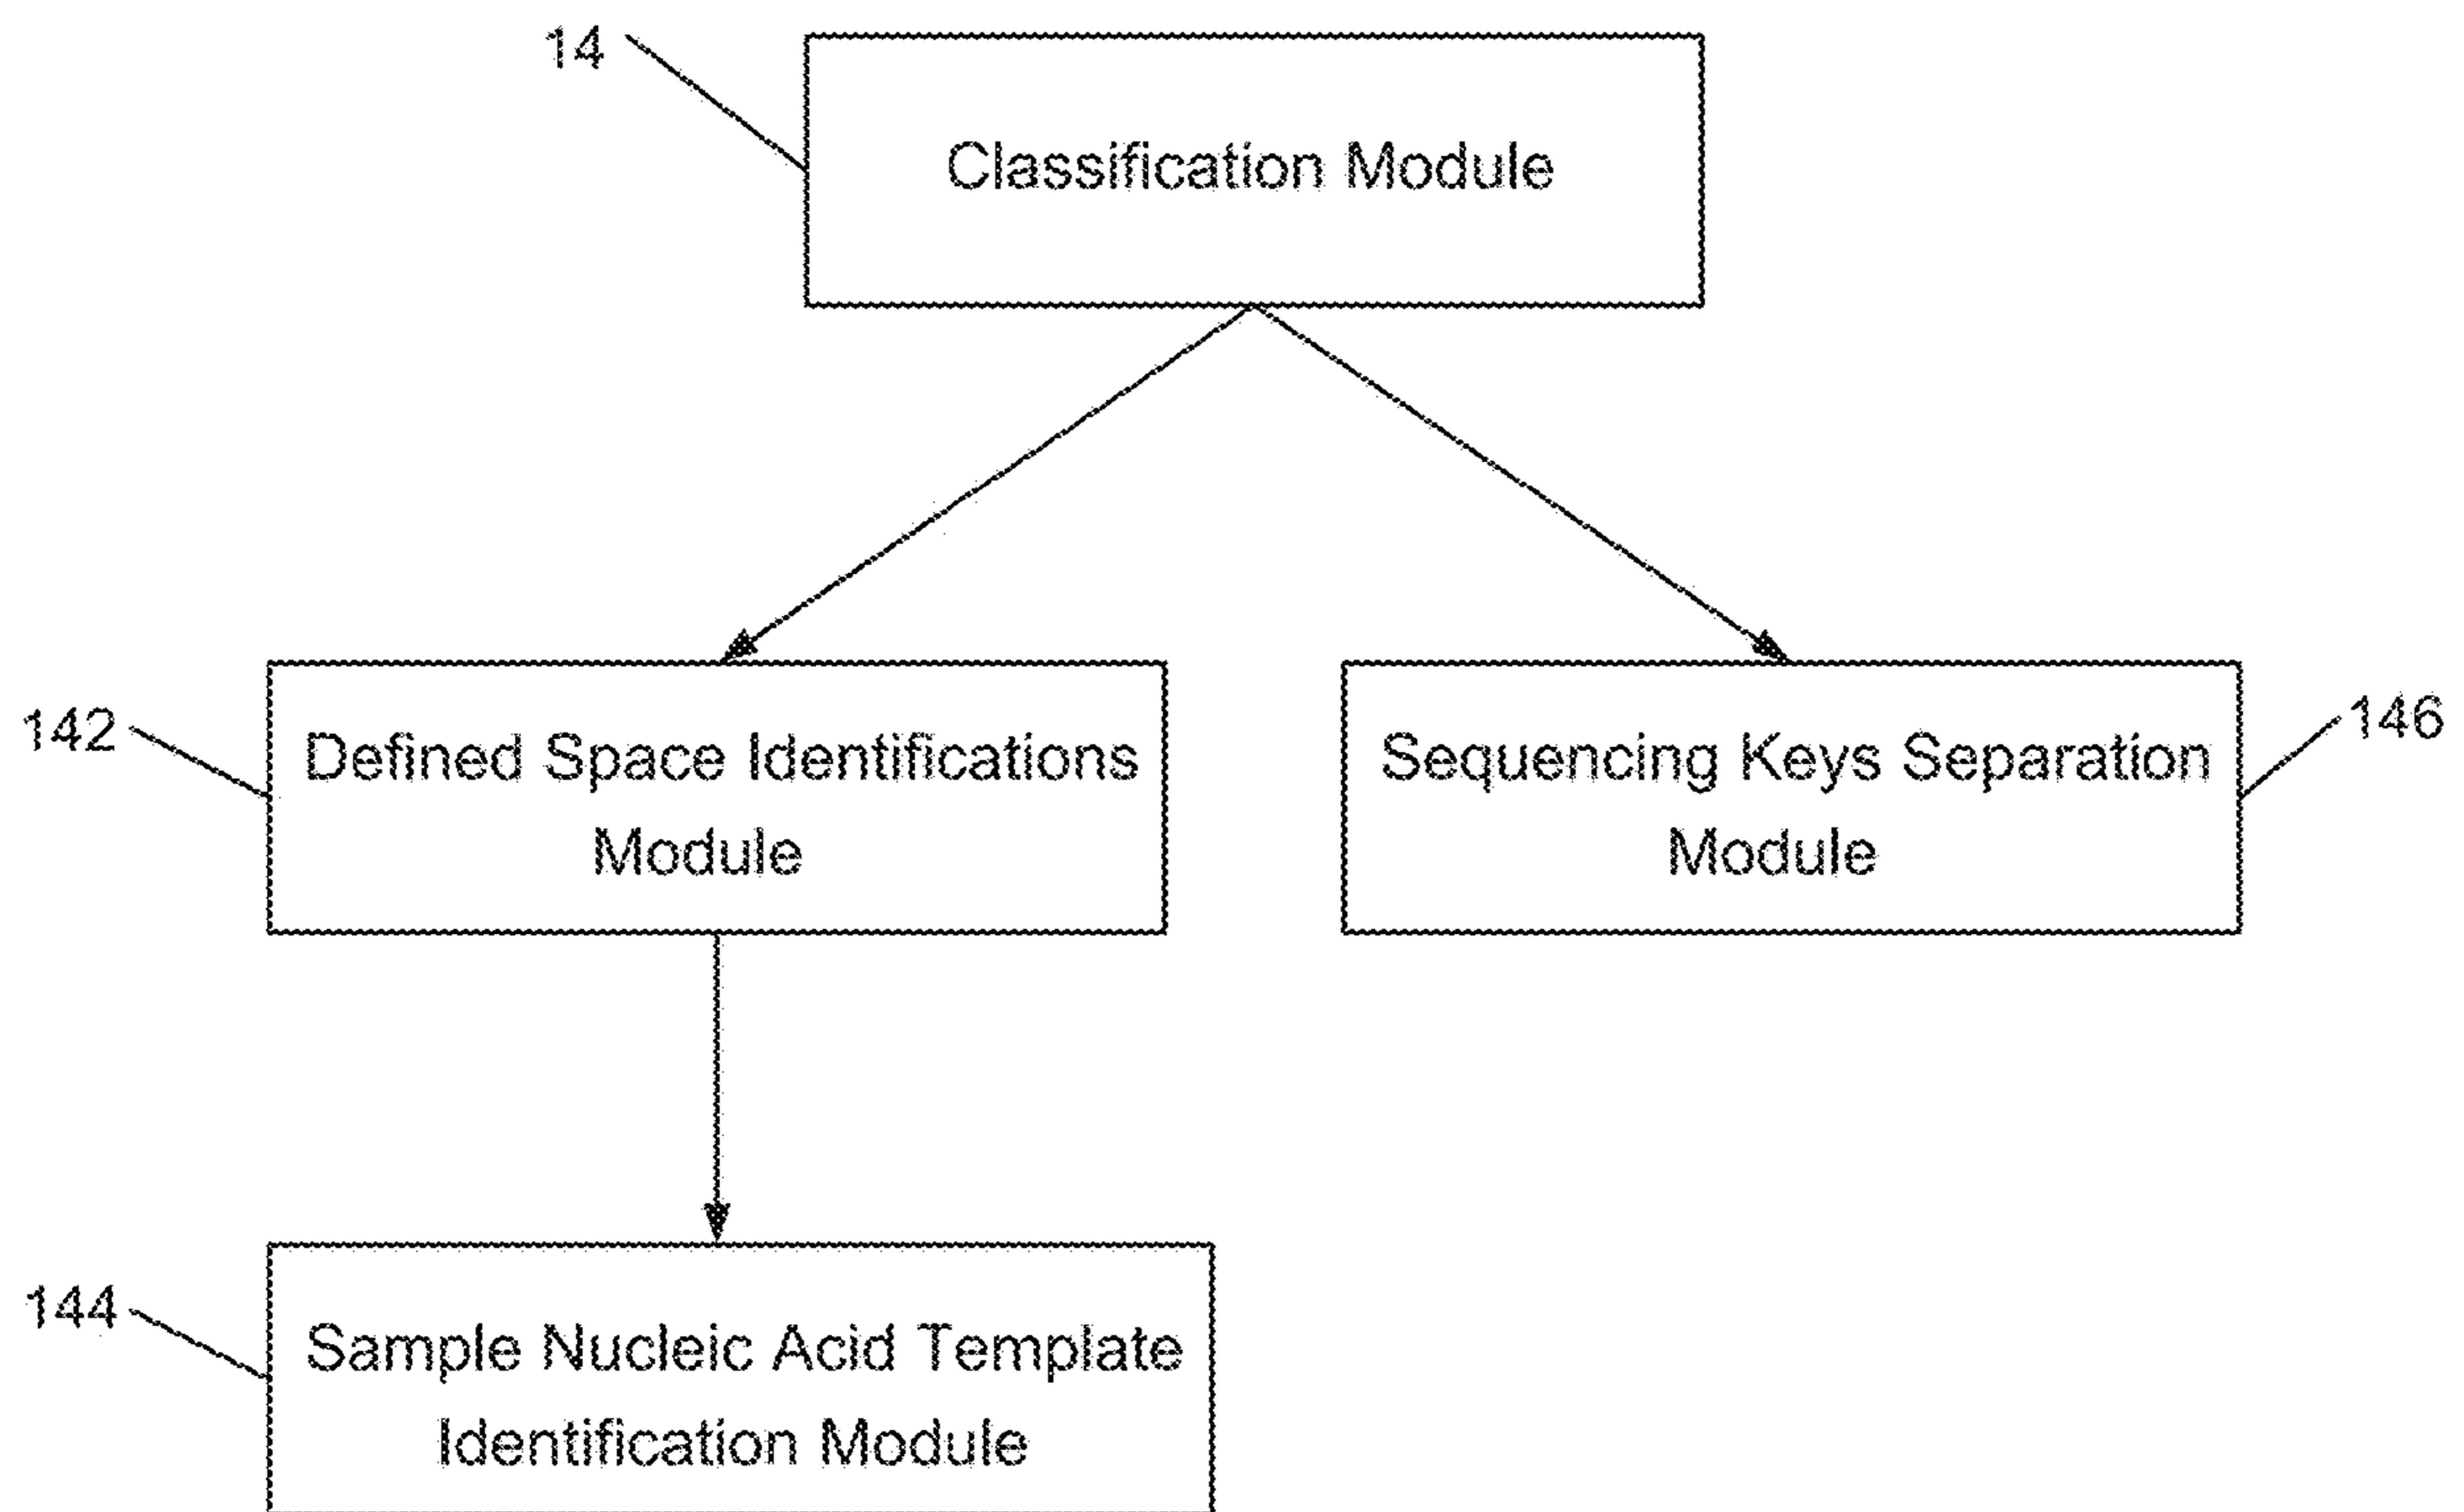 14
Classification Module
142
Defined Space Identifications
Module
Sequencing Keys Separation
Module
146
144
Sample Nucleic Acid Template
Identification Module